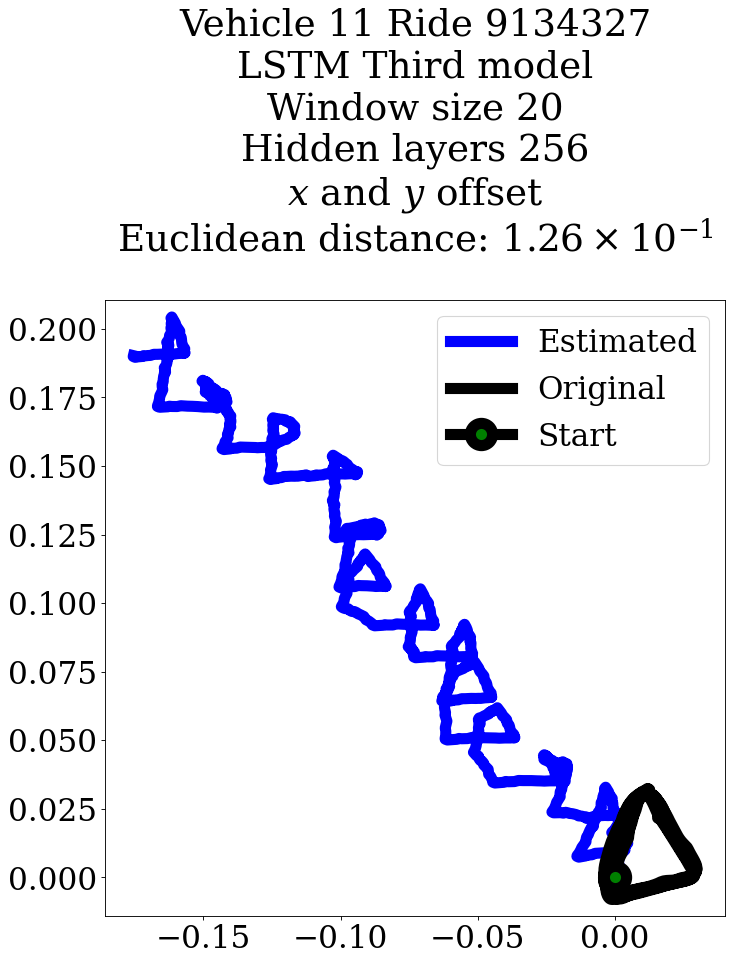 Vehicle 11 Ride 9134327
LSTM Third model
Window size 20
Hidden layers 256
x and y offset
Euclidean distance: 1.26 × 10⁻¹
Estimated
Original
Start
0.200
0.175
0.150
0.125
0.100
0.075
0.050
0.025
0.000
−0.15 −0.10 −0.05 0.00